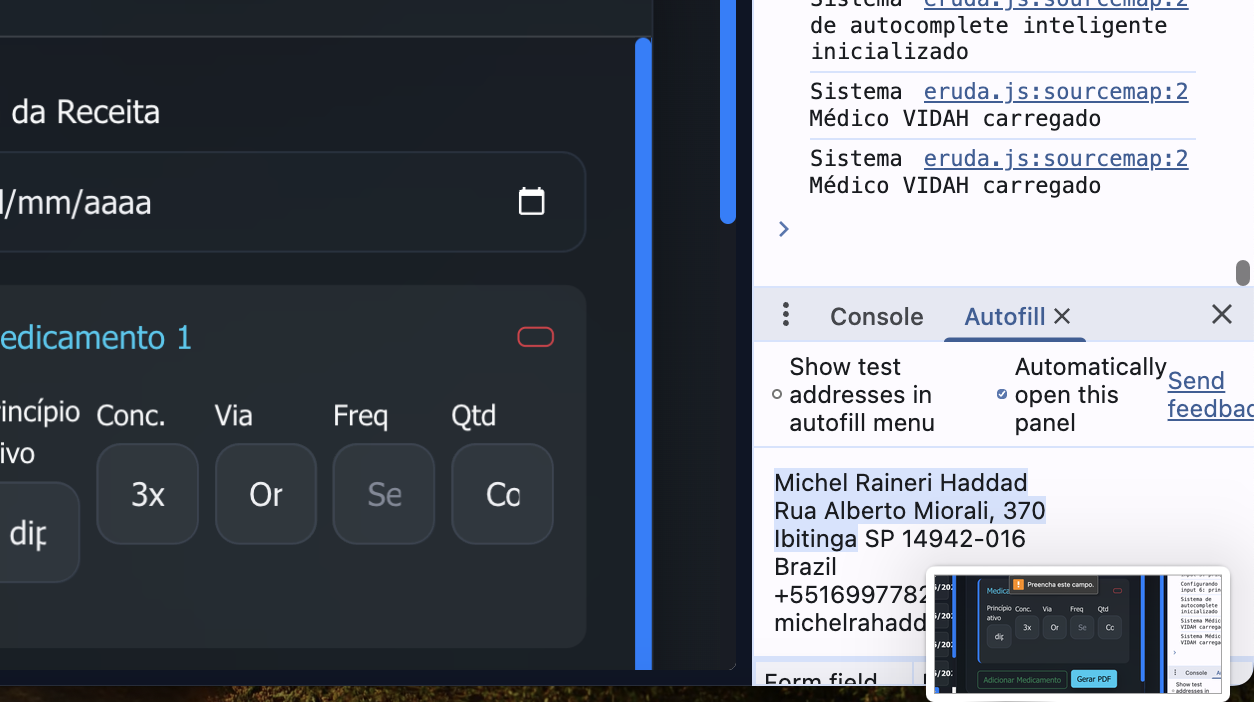 da Receita
/mm/aaaa
edicamento 1
rincípio
ivo
Conc.
Via
Freq
Qtd
dip
3x
Or
Se
Co
Sistema eruda.js:sourcemap:2
de autocomplete inteligente
inicializado
Sistema eruda.js:sourcemap:2
Médico VIDAH carregado
Sistema eruda.js:sourcemap:2
Médico VIDAH carregado
Console
Autofill
Show test
addresses in
autofill menu
Automatically
open this
panel
Send
feedbac
Michel Raineri Haddad
Rua Alberto Miorali, 370
Ibitinga SP 14942-016
Brazil
+5516997782
michelrahadd
Form field
Preencha este campo.
Medica
Princípio
ativo
Conc.
Via
Freq
Qtd
dip
3x
Or
Se
Co
Adicionar Medicamento
Gerar PDF
Configurando
Sistema de
autocomplete
inicializado
Sistema Médic
VIDAH carrega
Sistema Médic
VIDAH carrega
Console
Show test
addresses in